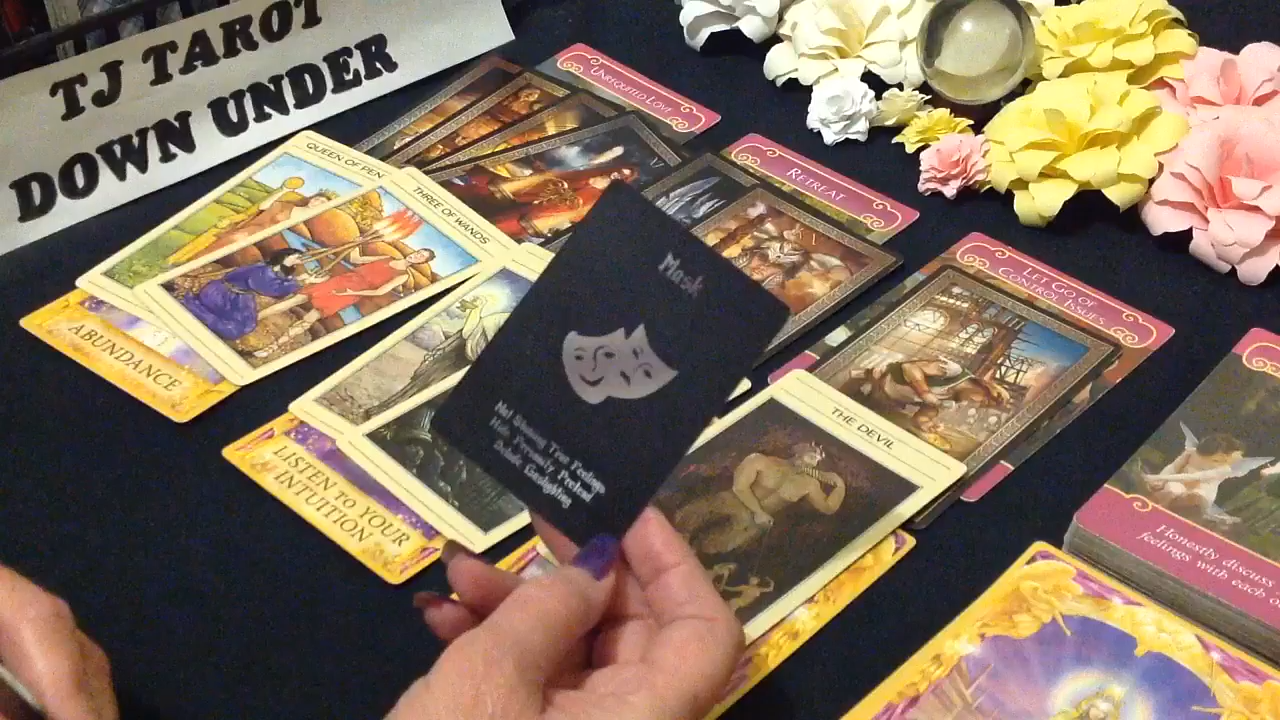 TJ TAROT
DOWN UNDER
UNREQUITED LOVE
RETREAT
LET GO OF
CONTROL ISSUES
QUEEN OF PEN
THREE OF WANDS
ABUNDANCE
LISTEN TO YOUR
INTUITION
Mask
Not Showing True Feelings
Hide Personality Pretend
Deceit Gaslighting
THE DEVIL
VI
Honestly discuss
feelings with each o